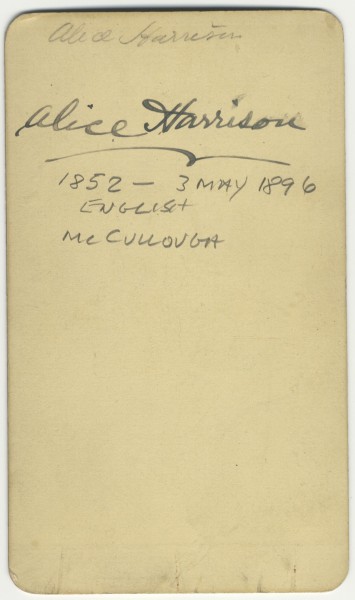 Alice Harrison
Alice Harrison
1852 — 3 MAY 1896
ENGLISH
McCULLOUGH